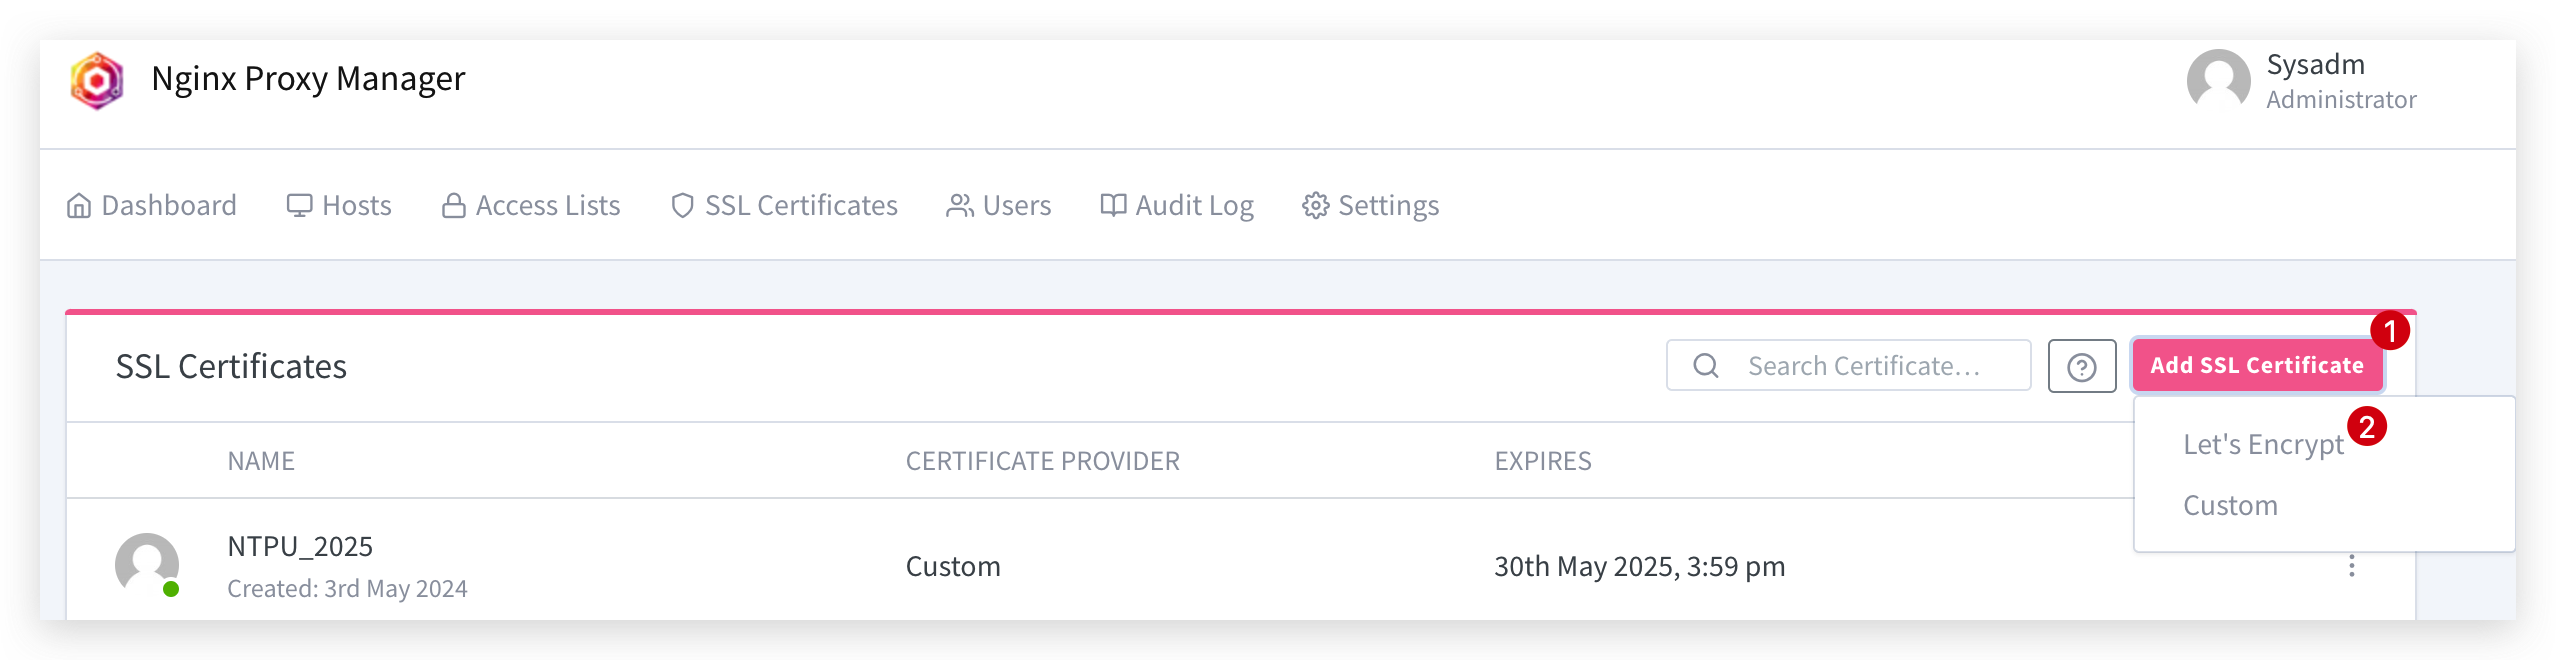 Nginx Proxy Manager
Sysadm
Administrator
Dashboard Hosts Access Lists SSL Certificates Users Audit Log Settings
SSL Certificates
Search Certificate...
Add SSL Certificate
1
Let's Encrypt
2
Custom
NAME CERTIFICATE PROVIDER EXPIRES
NTPU_2025
Created: 3rd May 2024
Custom
30th May 2025, 3:59 pm